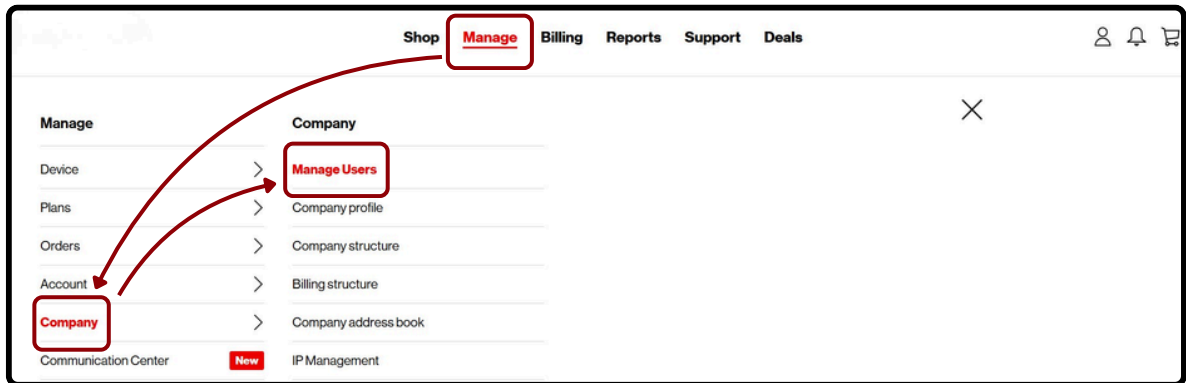 Shop Manage Billing Reports Support Deals
Manage
Device
Plans
Orders
Account
Company
Communication Center New
Company
Manage Users
Company profile
Company structure
Billing structure
Company address book
IP Management